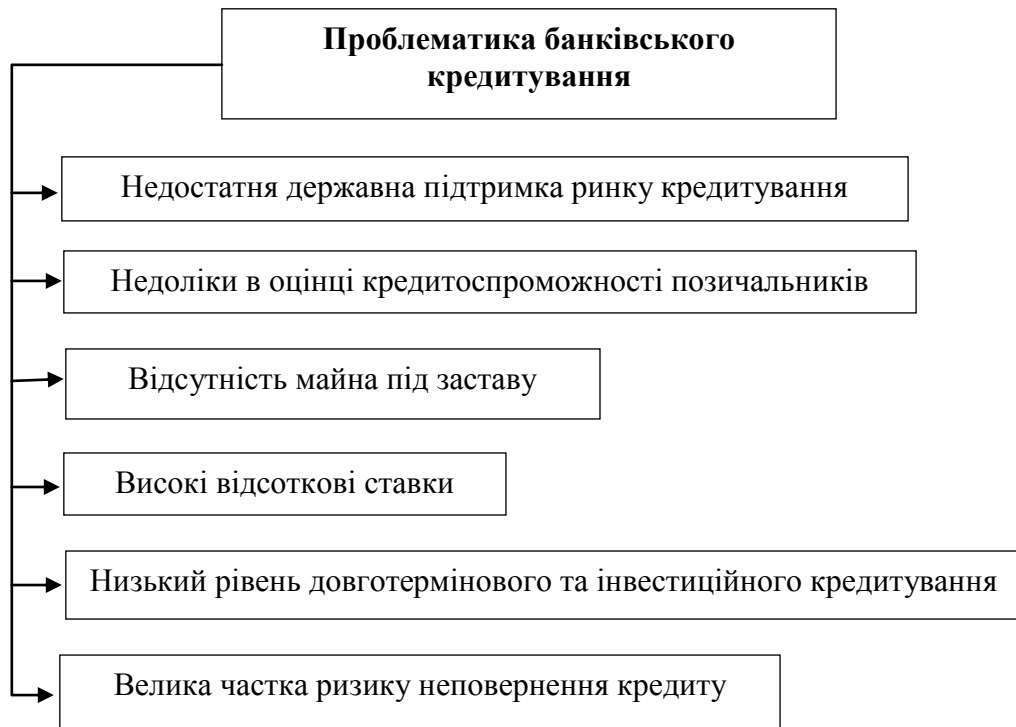 Проблематика банківського
кредитування
Недостатня державна підтримка ринку кредитування
Недоліки в оцінці кредитоспроможності позичальників
Відсутність майна під заставу
Високі відсоткові ставки
Низький рівень довготермінового та інвестиційного кредитування
Велика частка ризику неповернення кредиту